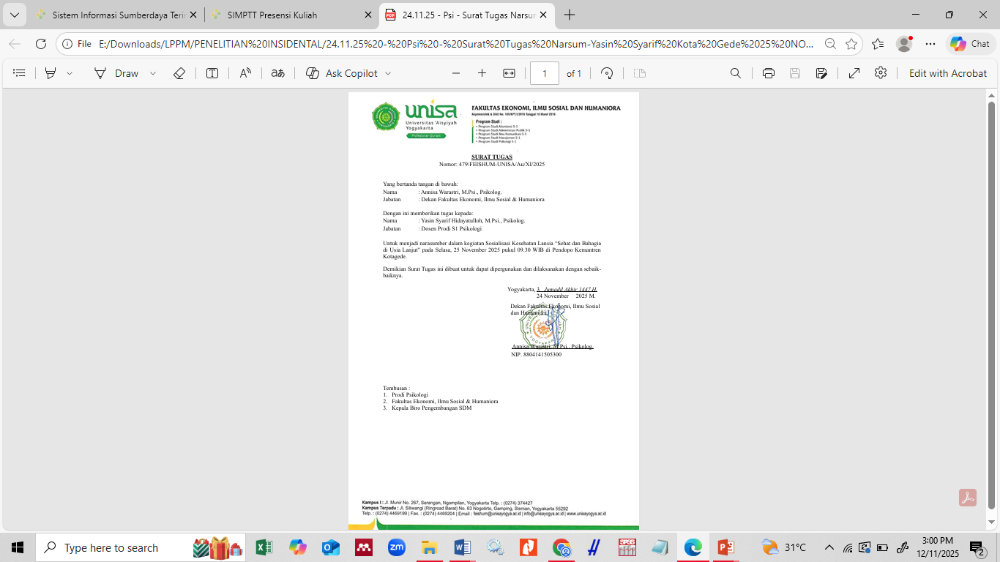 Sistem Informasi Sumberdaya Terin
SIMPTT Presensi Kuliah
24.11.25 - Psi - Surat Tugas Narsum
File
E:/Downloads/LPPM/PENELITIAN%20INSIDENTAL/24.11.25%20-%20Psi%20-%20Surat%20Tugas%20Narsum-Yasin%20Syarif%20Kota%20Gede%2025%20NO...
Chat
Draw
Ask Copilot
1 of 1
Edit with Acrobat
unisa
Universitas 'Aisyiyah
Yogyakarta
Profesional-Qur'ani
FAKULTAS EKONOMI, ILMU SOSIAL DAN HUMANIORA
Program Studi :
• Program Studi Akuntansi S-1
• Program Studi Administrasi Publik S-1
• Program Studi Ilmu Komunikasi S-1
• Program Studi Manajemen S-1
• Program Studi Psikologi S-1
SURAT TUGAS
Nomor: 479/FEISHUM-UNISA/Au/XI/2025
Yang bertanda tangan di bawah:
Nama : Annisa Warastri, M.Psi., Psikolog.
Jabatan : Dekan Fakultas Ekonomi, Ilmu Sosial & Humaniora
Dengan ini memberikan tugas kepada:
Nama : Yasin Syarif Hidayatulloh, M.Psi., Psikolog.
Jabatan : Dosen Prodi S1 Psikologi
Untuk menjadi narasumber dalam kegiatan Sosialisasi Kesehatan Lansia “Sehat dan Bahagia
di Usia Lanjut” pada Selasa, 25 November 2025 pukul 09.30 WIB di Pendopo Kemantren
Kotagede.
Demikian Surat Tugas ini dibuat untuk dapat dipergunakan dan dilaksanakan dengan sebaik-
baiknya.
Yogyakarta, 3 Jumadil Akhir 1447 H.
24 November 2025 M.
Dekan Fakultas Ekonomi, Ilmu Sosial
dan Humaniora,
Annisa Warastri, M.Psi., Psikolog.
NIP. 8804141505300
Tembusan :
1. Prodi Psikologi
2. Fakultas Ekonomi, Ilmu Sosial & Humaniora
3. Kepala Biro Pengembangan SDM
Kampus I : Jl. Munir No. 267, Serangan, Ngampilan, Yogyakarta Telp. : (0274) 374427
Kampus Terpadu : Jl. Siliwangi (Ringroad Barat) No. 63 Nogotirto, Gamping, Sleman, Yogyakarta 55292
Telp. : (0274) 4469199 | Fax. : (0274) 4469204 | Email : feishum@unisayogya.ac.id | info@unisayogya.ac.id | www.unisayogya.ac.id
Type here to search
31°C
3:00 PM
12/11/2025
2